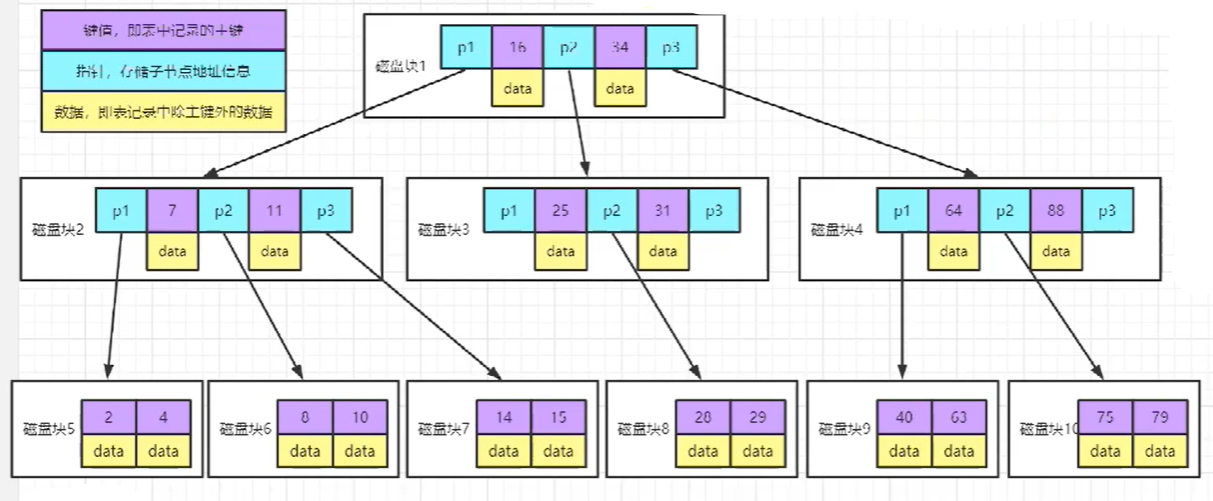 键值，即表中记录的主键
指针，存储子节点地址信息
数据，即表记录中除主键外的数据
磁盘块1
p1 16 p2 34 p3
data data
磁盘块2
p1 7 p2 11 p3
data data
磁盘块3
p1 25 p2 31 p3
data data
磁盘块4
p1 64 p2 88 p3
data data
磁盘块5
2 4
data data
磁盘块6
8 10
data data
磁盘块7
14 15
data data
磁盘块8
28 29
data data
磁盘块9
40 63
data data
磁盘块10
75 79
data data